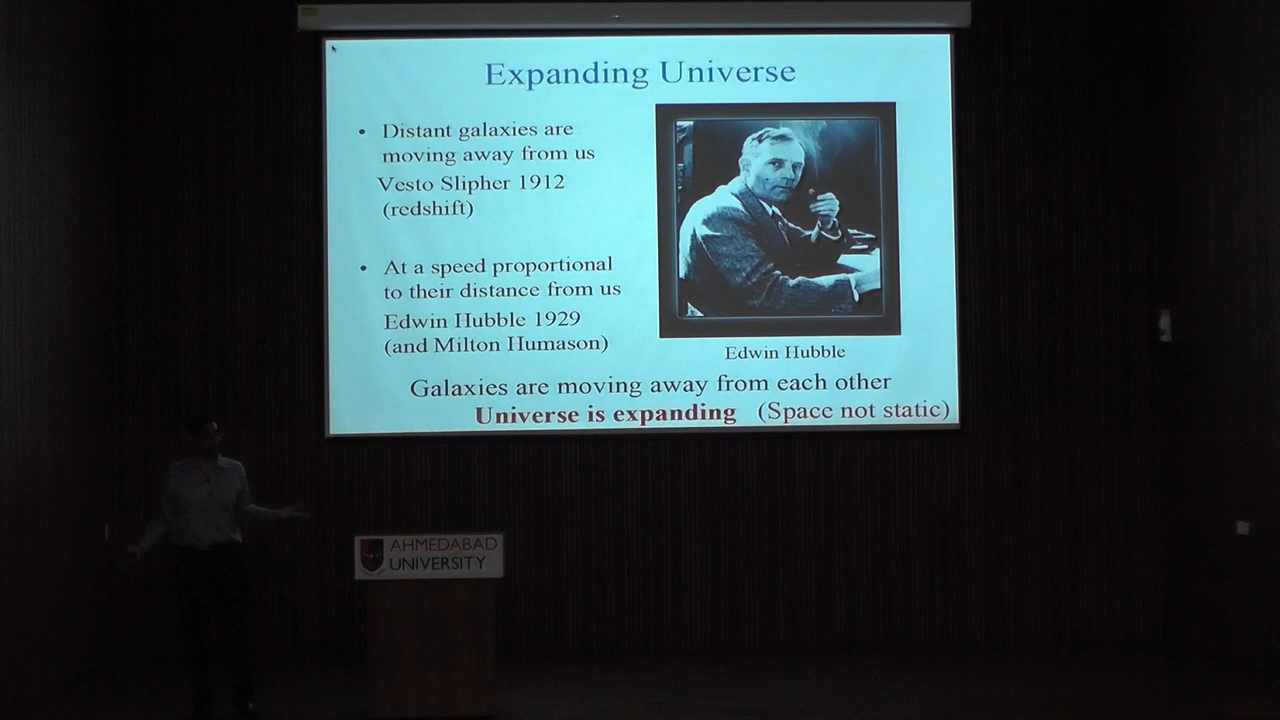 Expanding Universe
• Distant galaxies are
moving away from us
Vesto Slipher 1912
(redshift)
• At a speed proportional
to their distance from us
Edwin Hubble 1929
(and Milton Humason)
Edwin Hubble
Galaxies are moving away from each other
Universe is expanding (Space not static)
AHMEDABAD
UNIVERSITY